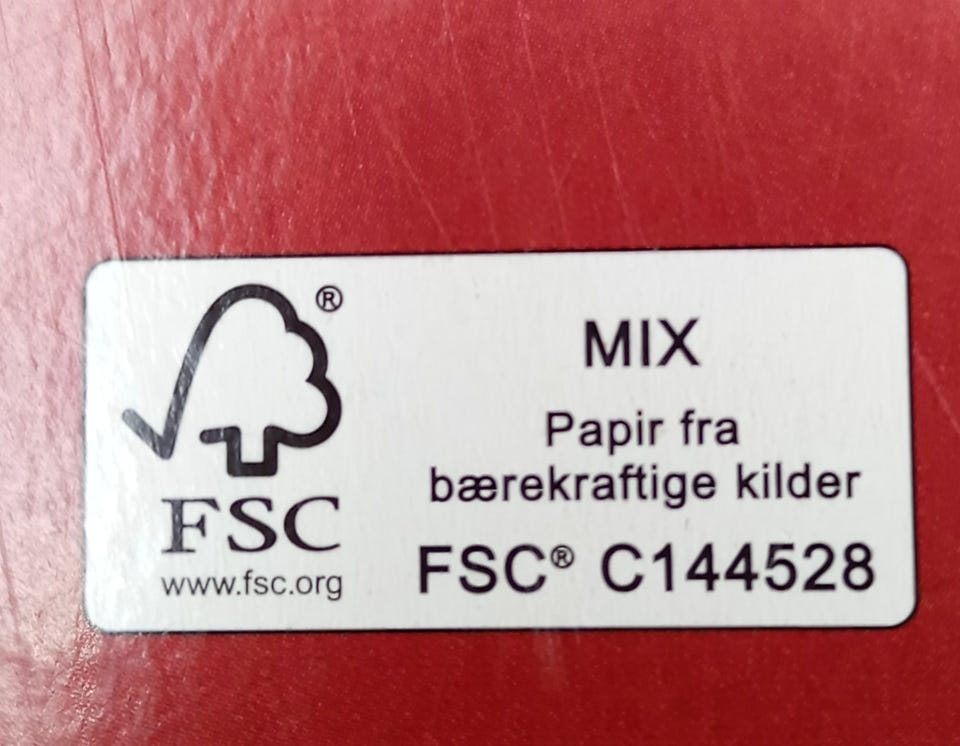 ®
FSC
www.fsc.org
MIX
Papir fra
bærekraftige kilder
FSC® C144528